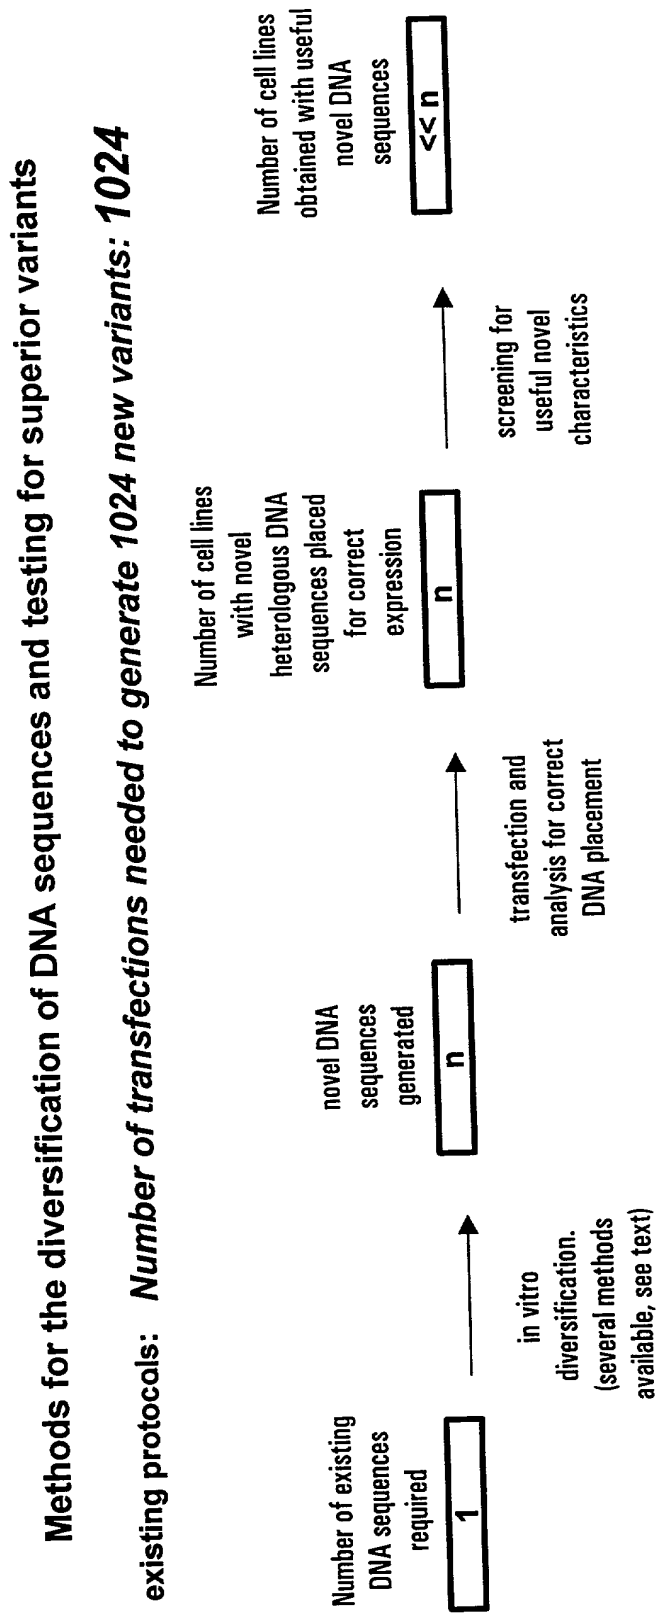 Methods for the diversification of DNA sequences and testing for superior variants
existing protocols: Number of transfections needed to generate 1024 new variants: 1024
Number of existing
DNA sequences
required
1
in vitro
diversification.
(several methods
available, see text)
novel DNA
sequences
generated
n
transfection and
analysis for correct
DNA placement
Number of cell lines
with novel
heterologous DNA
sequences placed
for correct
expression
n
screening for
useful novel
characteristics
Number of cell lines
obtained with useful
novel DNA
sequences
<< n